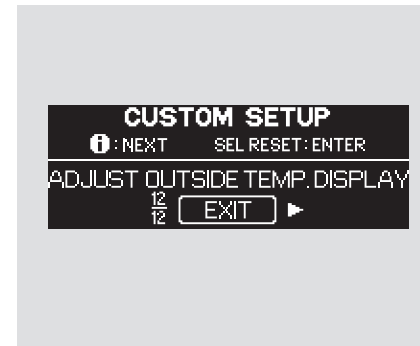 CUSTOM SETUP
i : NEXT SEL RESET : ENTER
ADJUST OUTSIDE TEMP. DISPLAY
12/12 EXIT ►